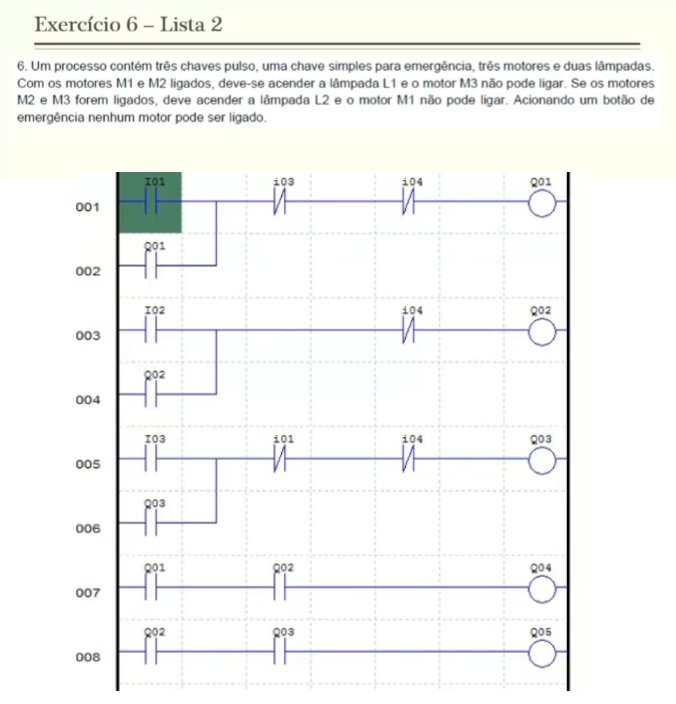 Exercício 6 – Lista 2
6. Um processo contém três chaves pulso, uma chave simples para emergência, três motores e duas lâmpadas.
Com os motores M1 e M2 ligados, deve-se acender a lâmpada L1 e o motor M3 não pode ligar. Se os motores
M2 e M3 forem ligados, deve acender a lâmpada L2 e o motor M1 não pode ligar. Acionando um botão de
emergência nenhum motor pode ser ligado.
I01 i03 i04 Q01
001
Q01
002
I02 i04 Q02
003
Q02
004
I03 i01 i04 Q03
005
Q03
006
Q01 Q02 Q04
007
Q02 Q03 Q05
008